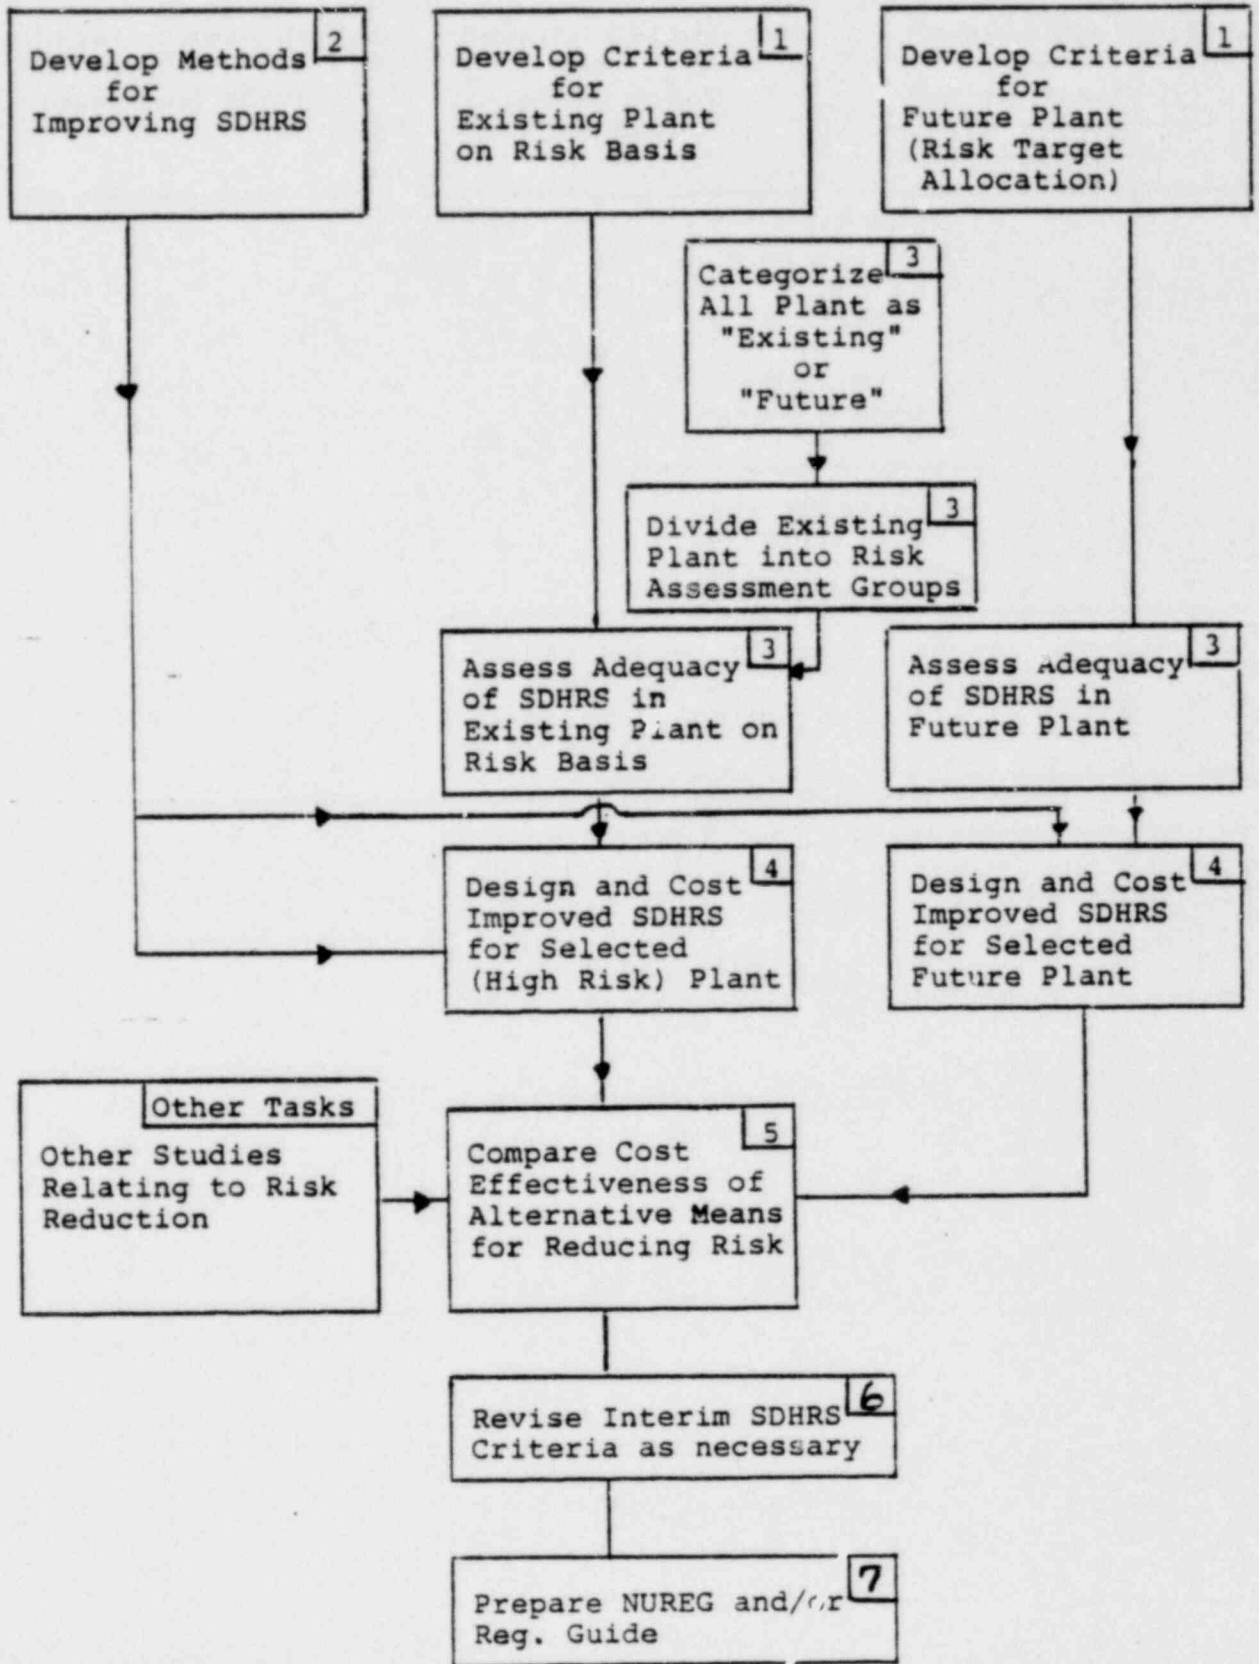 2
Develop Methods
for
Improving SDHRS
1
Develop Criteria
for
Existing Plant
on Risk Basis
1
Develop Criteria
for
Future Plant
(Risk Target
Allocation)
3
Categorize
All Plant as
"Existing"
or
"Future"
3
Divide Existing
Plant into Risk
Assessment Groups
3
Assess Adequacy
of SDHRS in
Existing Plant on
Risk Basis
3
Assess Adequacy
of SDHRS in
Future Plant
4
Design and Cost
Improved SDHRS
for Selected
(High Risk) Plant
4
Design and Cost
Improved SDHRS
for Selected
Future Plant
Other Tasks
Other Studies
Relating to Risk
Reduction
5
Compare Cost
Effectiveness of
Alternative Means
for Reducing Risk
6
Revise Interim SDHRS
Criteria as necessary
7
Prepare NUREG and/or
Reg. Guide